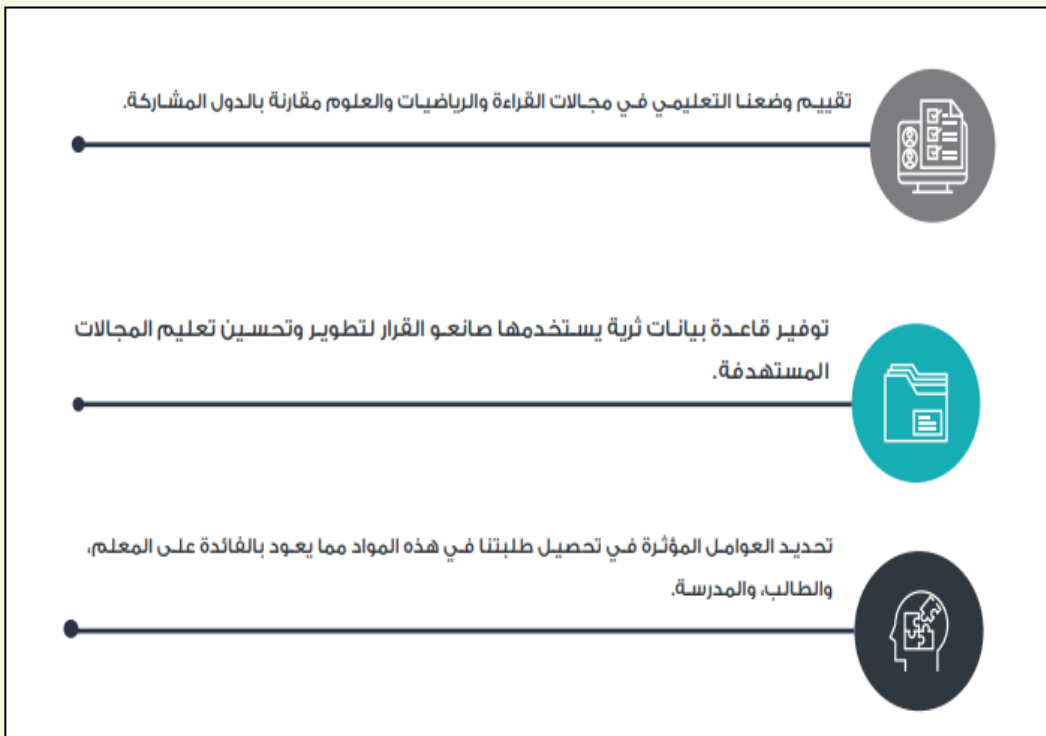 تقييم وضعنا التعليمي في مجالات القراءة والرياضيات والعلوم مقارنة بالدول المشاركة.
توفير قاعدة بيانات ثرية يستخدمها صانعو القرار لتطوير وتحسين تعليم المجالات
المستهدفة.
تحديد العوامل المؤثرة في تحصيل طلبتنا في هذه المواد مما يعود بالفائدة على المعلم،
والطالب، والمدرسة.